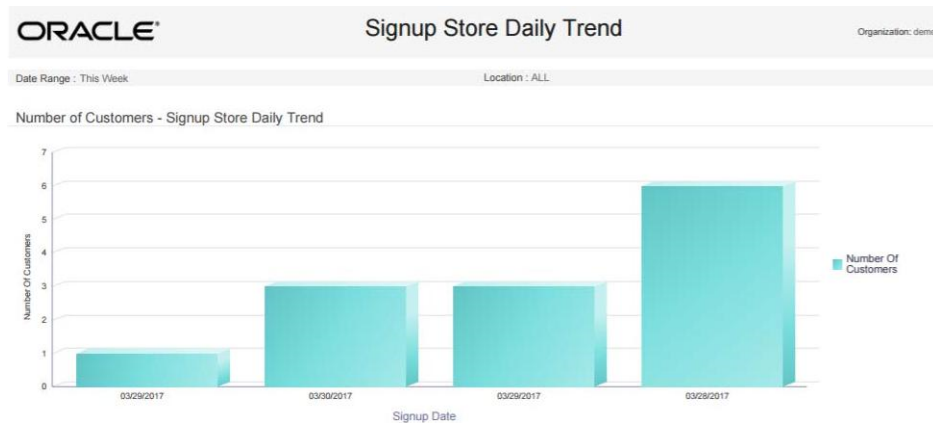 ORACLE®
Signup Store Daily Trend
Organization: demo
Date Range : This Week
Location : ALL
Number of Customers - Signup Store Daily Trend
7
6
5
4
3
2
1
0
Number Of Customers
03/29/2017
03/30/2017
03/29/2017
03/28/2017
Signup Date
Number Of
Customers